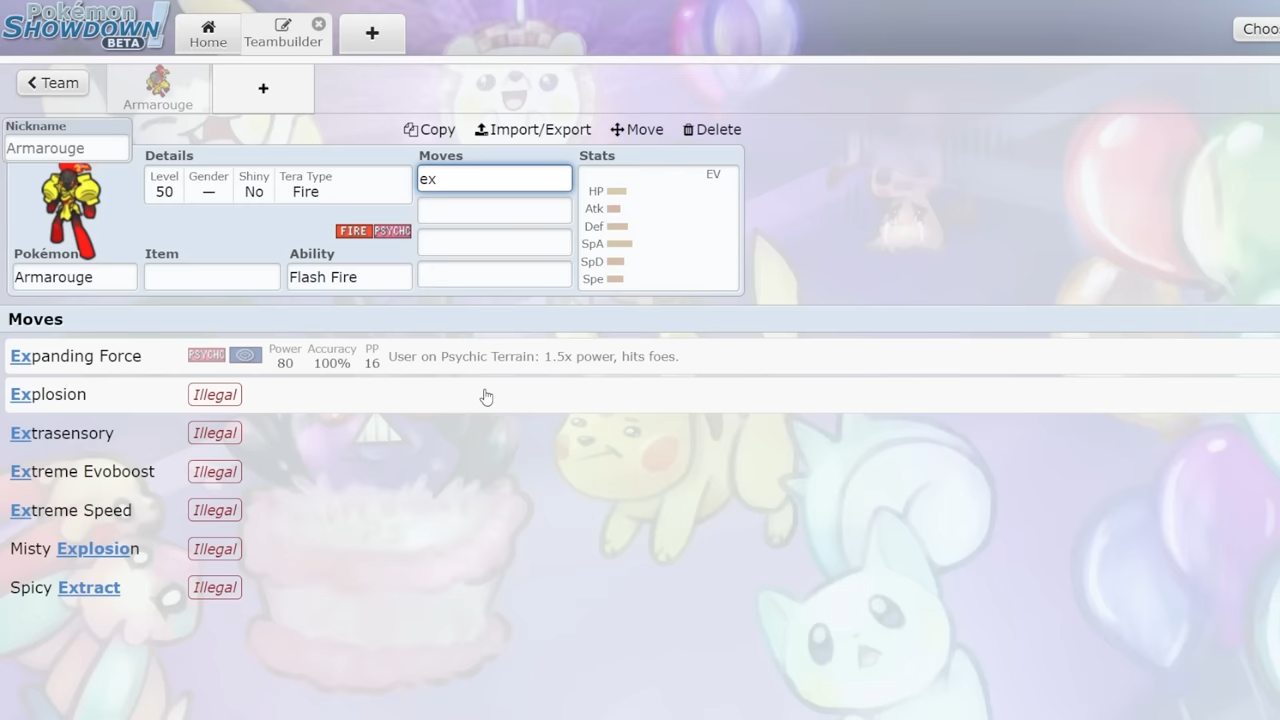 Pokémon
SHOWDOWN!
BETA
Home
Teambuilder
+
Choo
Team
Armarouge
+
Nickname
Armarouge
Copy
Import/Export
Move
Delete
Details
Moves
Stats
Level
50
Gender
—
Shiny
No
Tera Type
Fire
ex
EV
HP
Atk
Def
SpA
SpD
Spe
FIRE PSYCHC
Pokémon
Armarouge
Item
Ability
Flash Fire
Moves
Expanding Force
PSYCHC
Power
80
Accuracy
100%
PP
16
User on Psychic Terrain: 1.5x power, hits foes.
Explosion Illegal
Extrasensory Illegal
Extreme Evoboost Illegal
Extreme Speed Illegal
Misty Explosion Illegal
Spicy Extract Illegal